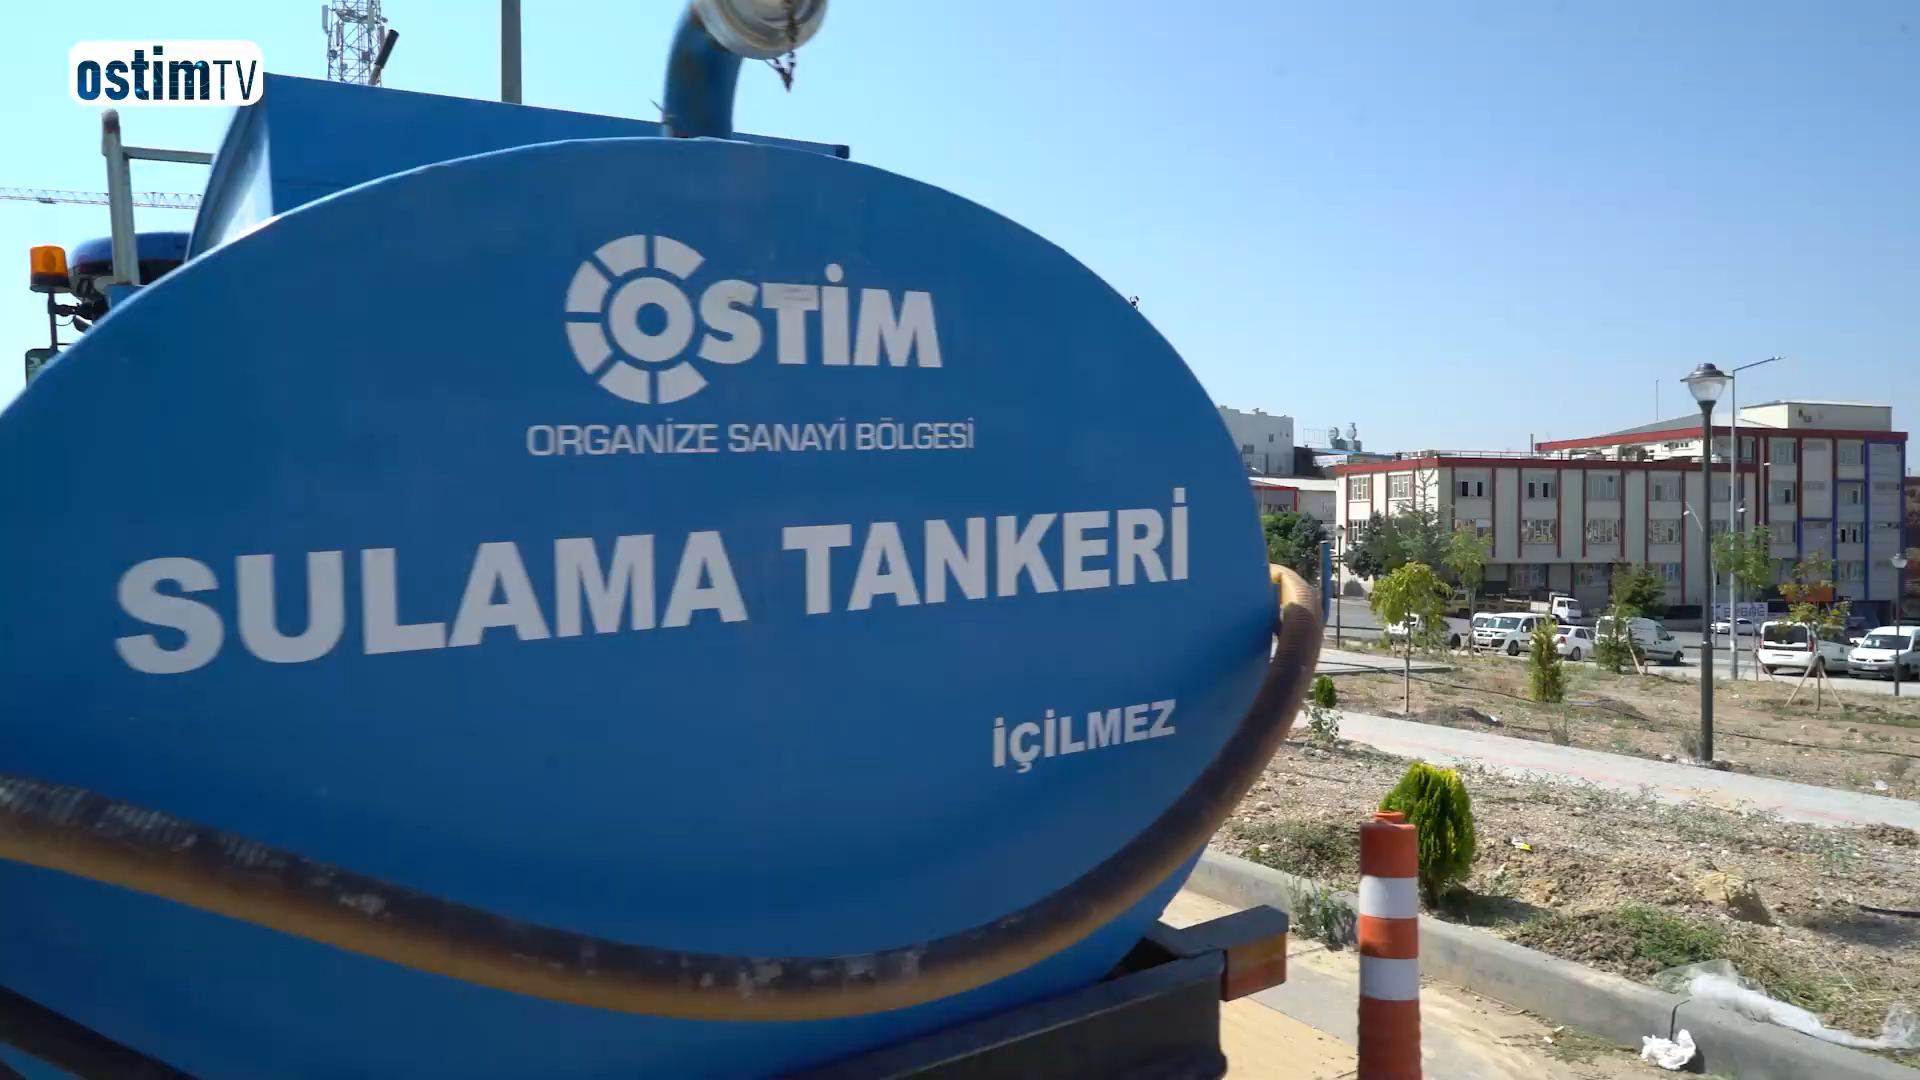 ostimTV
OSTİM
ORGANİZE SANAYİ BÖLGESİ
SULAMA TANKERİ
İÇİLMEZ